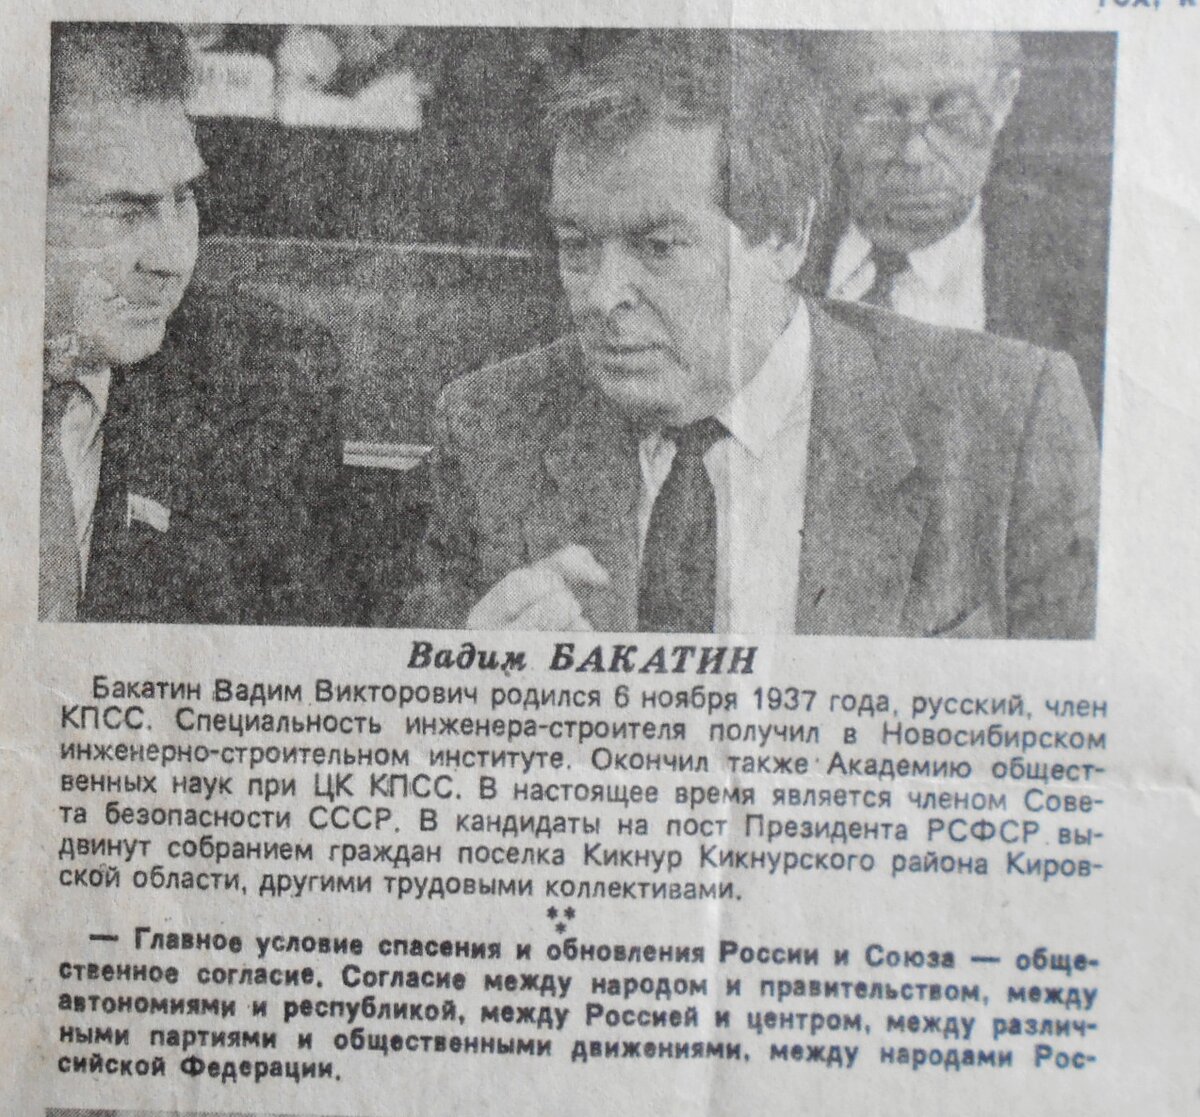 Вадим БАКАТИН
Бакатин Вадим Викторович родился 6 ноября 1937 года, русский, член
КПСС. Специальность инженера-строителя получил в Новосибирском
инженерно-строительном институте. Окончил также Академию общест-
венных наук при ЦК КПСС. В настоящее время является членом Сове-
та безопасности СССР. В кандидаты на пост Президента РСФСР вы-
двинут собранием граждан поселка Кикнур Кикнурского района Киров-
ской области, другими трудовыми коллективами.
***
— Главное условие спасения и обновления России и Союза — обще-
ственное согласие. Согласие между народом и правительством, между
автономиями и республикой, между Россией и центром, между различ-
ными партиями и общественными движениями, между народами Рос-
сийской Федерации.